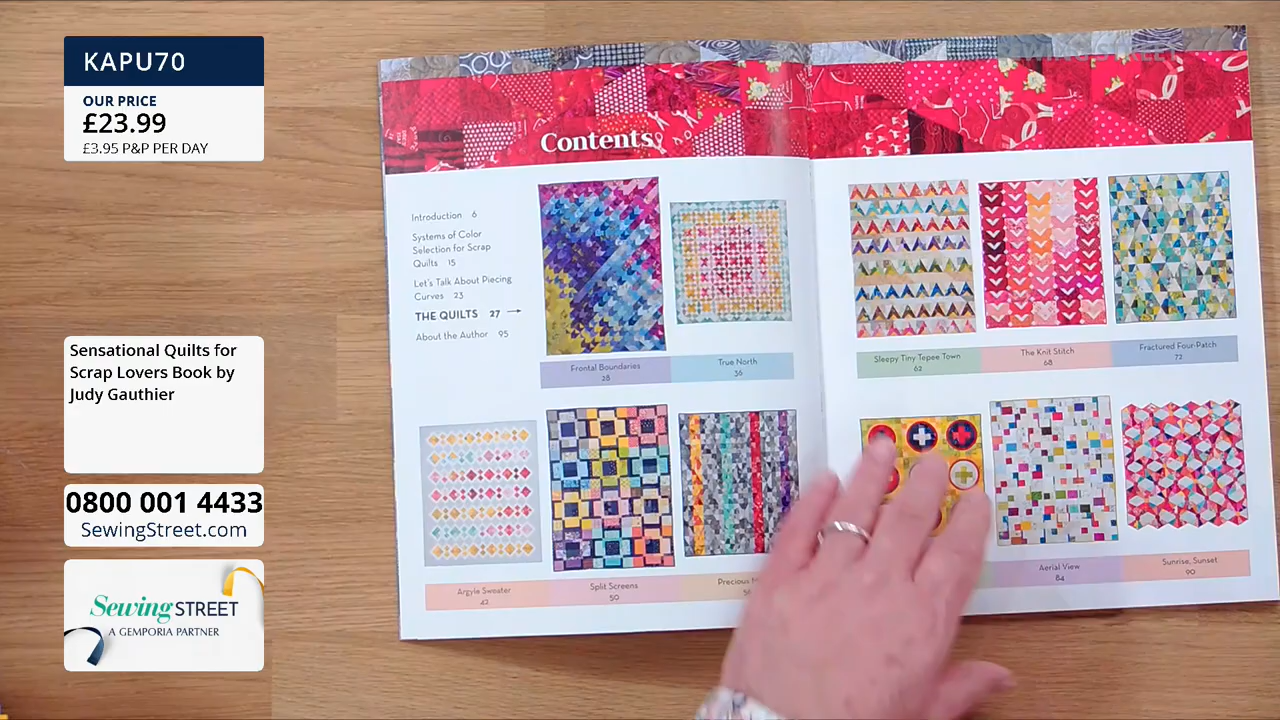 KAPU70
OUR PRICE
£23.99
£3.95 P&P PER DAY
Sensational Quilts for
Scrap Lovers Book by
Judy Gauthier
0800 001 4433
SewingStreet.com
Sewing STREET
A GEMPORIA PARTNER
SEWING STREET
Contents
Introduction 6
Systems of Color
Selection for Scrap
Quilts 15
Let's Talk About Piecing
Curves 23
THE QUILTS 27 →
About the Author 95
Frontal Boundaries
28
True North
36
Argyle Sweater
42
Split Screens
50
Precious
Sleepy Tiny Tepee Town
62
The Knit Stitch
68
Fractured Four-Patch
72
Aerial View
84
Sunrise, Sunset
90